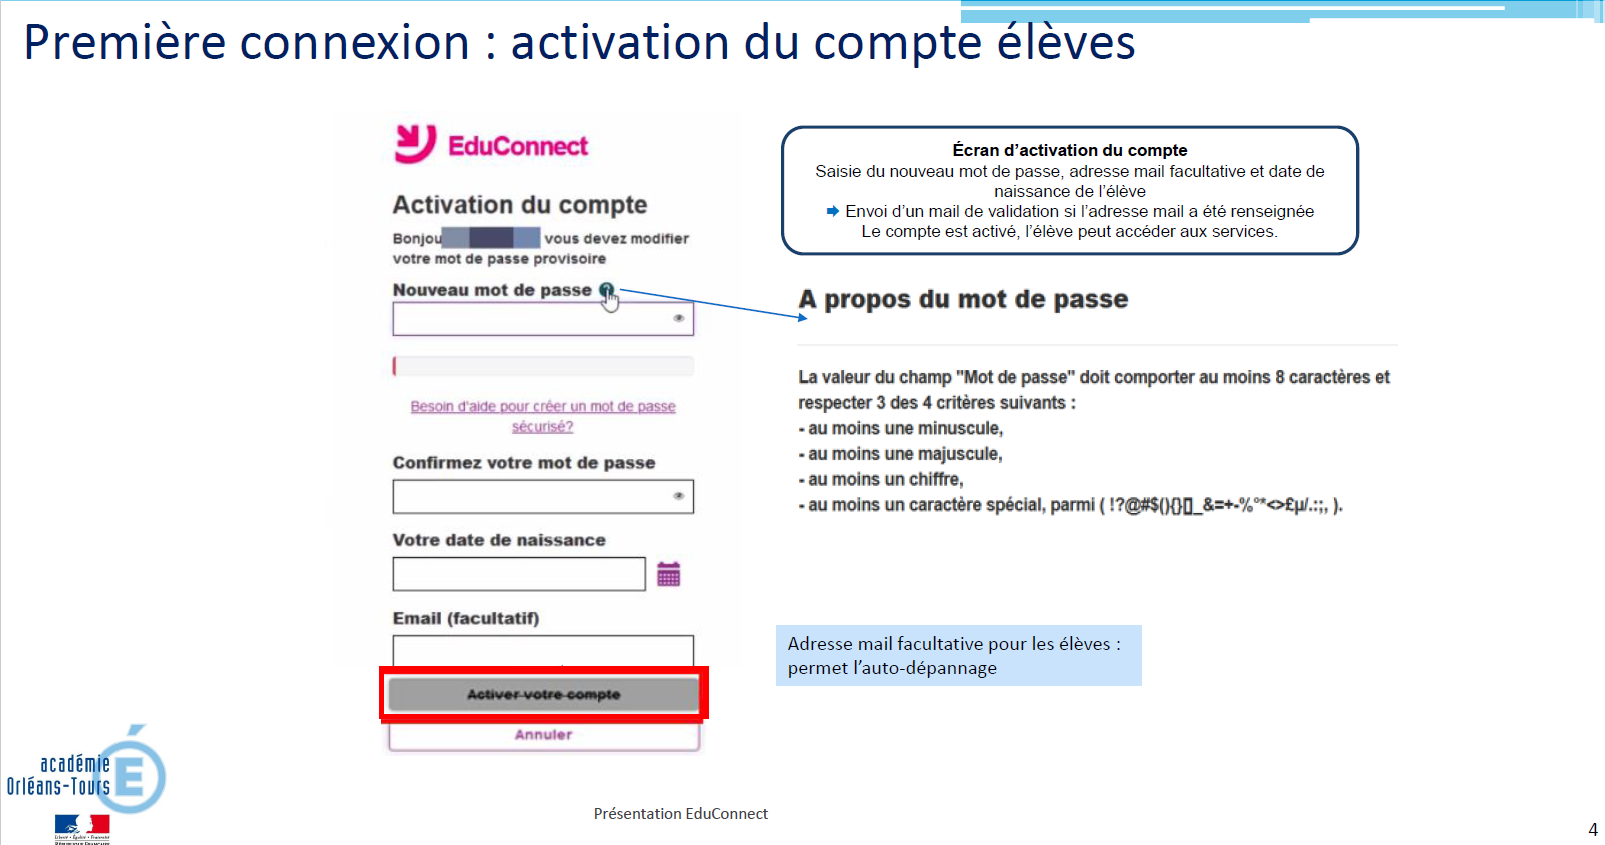 Première connexion : activation du compte élèves
EduConnect
Activation du compte
Bonjou vous devez modifier
votre mot de passe provisoire
Nouveau mot de passe ?
Besoin d'aide pour créer un mot de passe
sécurisé?
Confirmez votre mot de passe
Votre date de naissance
Email (facultatif)
Activer votre compte
Annuler
Écran d'activation du compte
Saisie du nouveau mot de passe, adresse mail facultative et date de
naissance de l'élève
Envoi d'un mail de validation si l'adresse mail a été renseignée
Le compte est activé, l'élève peut accéder aux services.
A propos du mot de passe
La valeur du champ "Mot de passe" doit comporter au moins 8 caractères et
respecter 3 des 4 critères suivants :
- au moins une minuscule,
- au moins une majuscule,
- au moins un chiffre,
- au moins un caractère spécial, parmi ( !?@#$(){}[]_&=+-%°*<>£µ/.:;, ).
Adresse mail facultative pour les élèves :
permet l'auto-dépannage
académie
Orléans-Tours
É
Liberté • Égalité • Fraternité
RÉPUBLIQUE FRANÇAISE
Présentation EduConnect
4